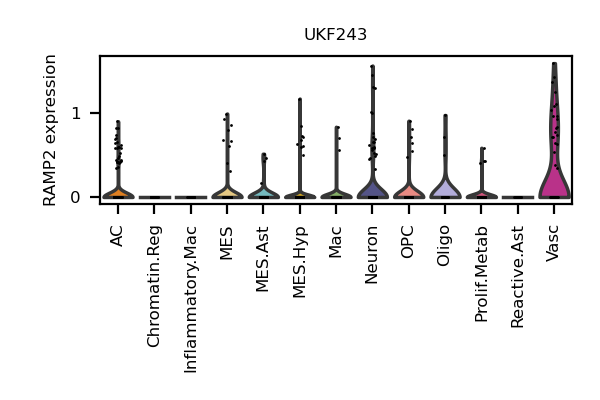 UKF243
RAMP2 expression
1
0
AC
Chromatin.Reg
Inflammatory.Mac
MES
MES.Ast
MES.Hyp
Mac
Neuron
OPC
Oligo
Prolif.Metab
Reactive.Ast
Vasc